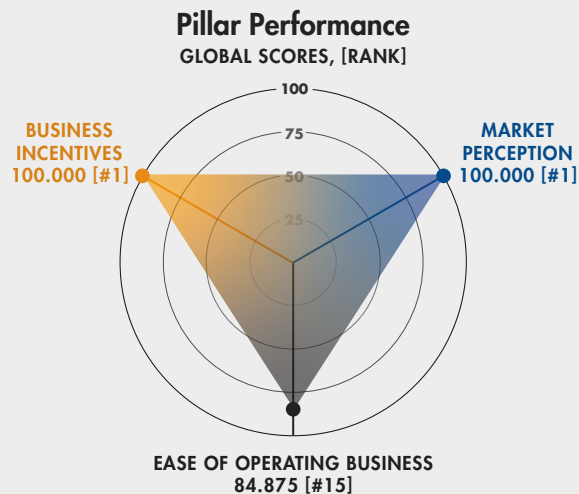 Pillar Performance
GLOBAL SCORES, [RANK]
100
BUSINESS
INCENTIVES
100.000 [#1]
75
MARKET
PERCEPTION
100.000 [#1]
50
25
EASE OF OPERATING BUSINESS
84.875 [#15]